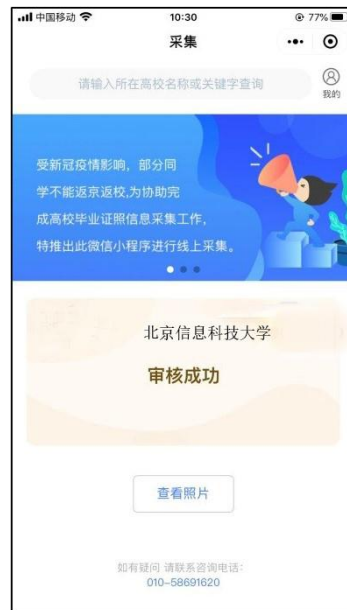 中国移动 10:30 77%
采集
请输入所在高校名称或关键字查询
我的
受新冠疫情影响，部分同
学不能返京返校,为协助完
成高校毕业证照信息采集工作，
特推出此微信小程序进行线上采集。
北京信息科技大学
审核成功
查看照片
如有疑问 请联系咨询电话：
010-58691620